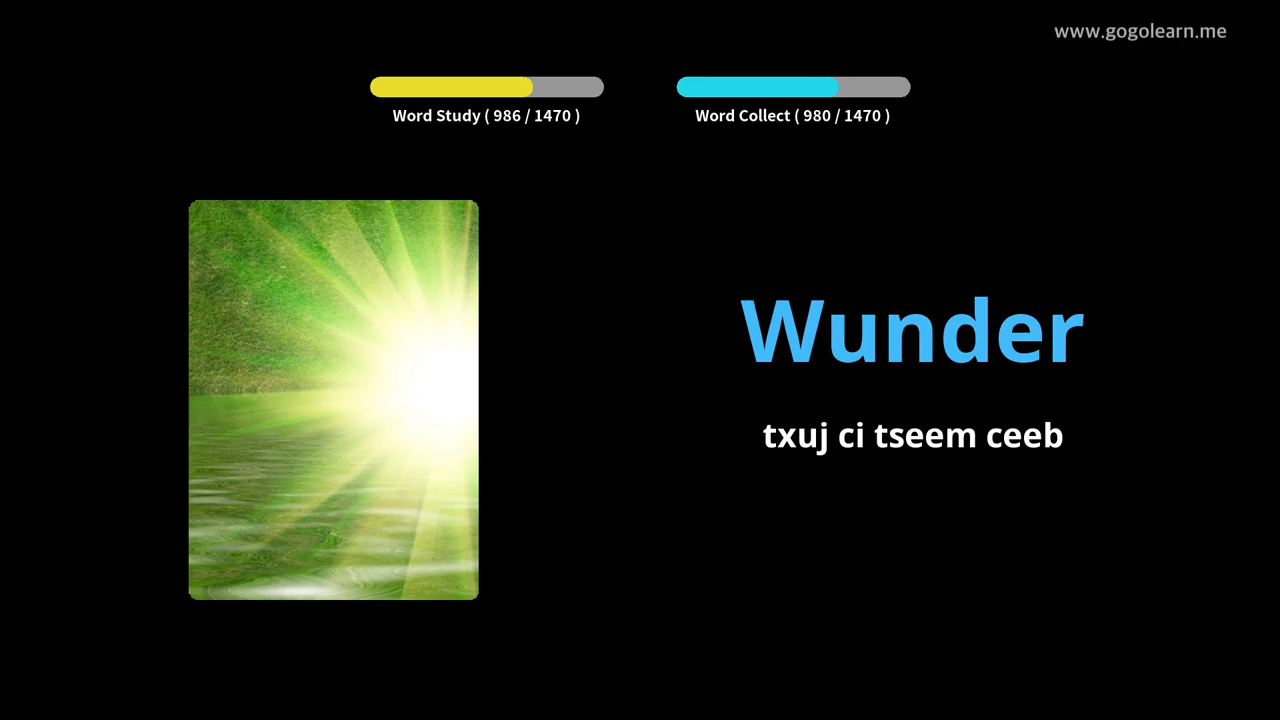 www.gogolearn.me
Word Study ( 986 / 1470 )
Word Collect ( 980 / 1470 )
Wunder
txuj ci tseem ceeb